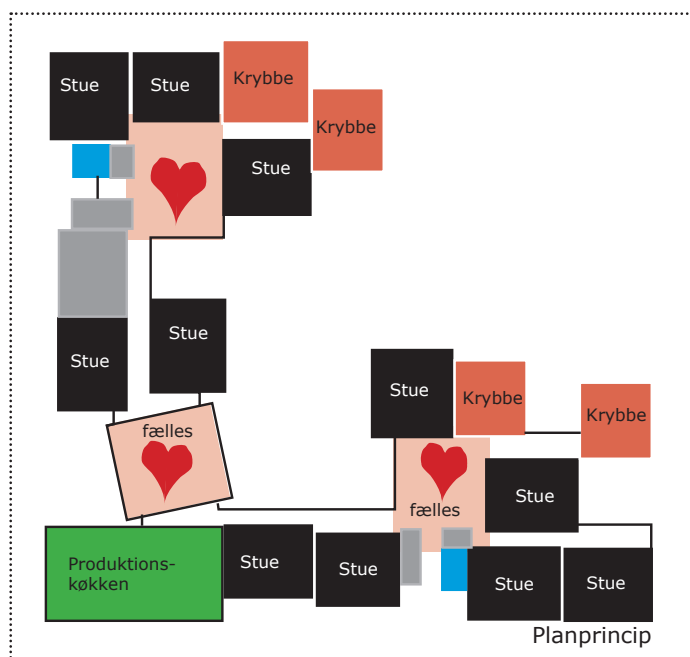 Stue
Stue
Krybbe
Krybbe
Stue
Stue
Stue
fælles
Stue
Krybbe
Krybbe
fælles
Stue
Produktions-
køkken
Stue
Stue
Stue
Stue
Planprincip